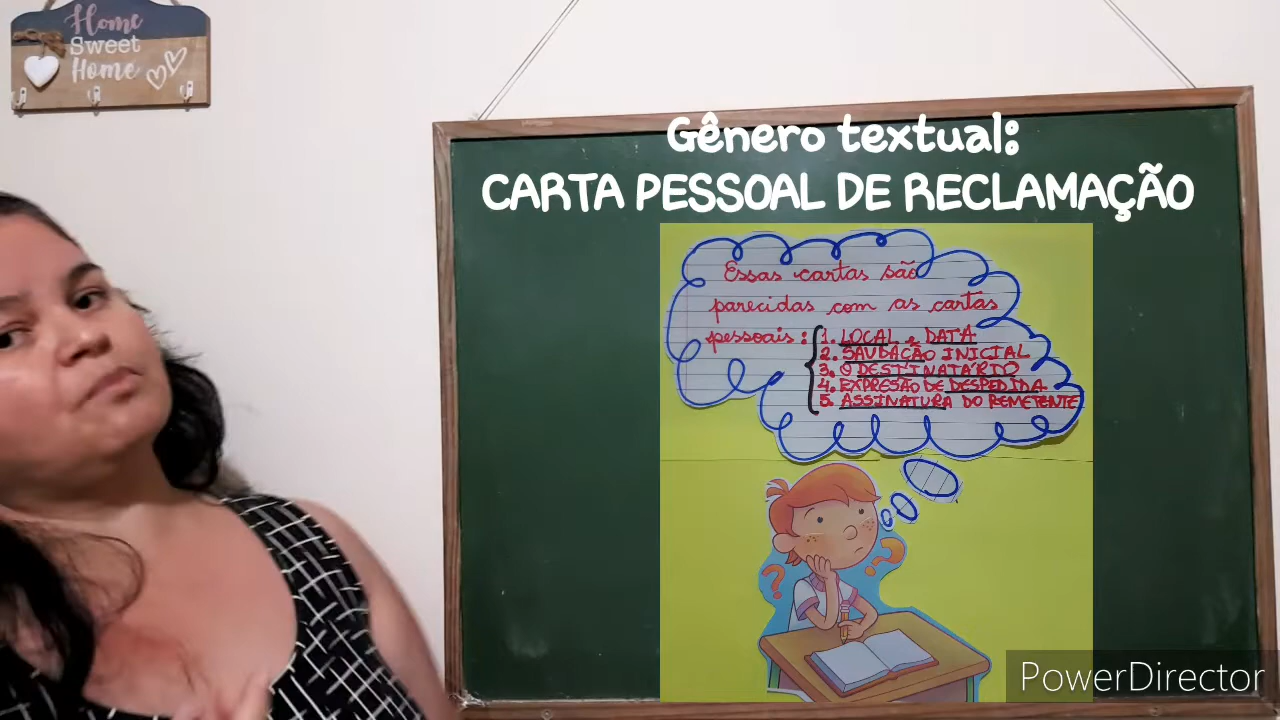 Home
Sweet
Home
Gênero textual:
CARTA PESSOAL DE RECLAMAÇÃO
Essas cartas são
parecidas com as cartas
pessoais:
1. LOCAL e DATA
2. SAUDAÇÃO INICIAL
3. O DESTINATÁRIO
4. EXPRESÃO DE DESPEDIDA
5. ASSINATURA DO REMETENTE
? ?
PowerDirector